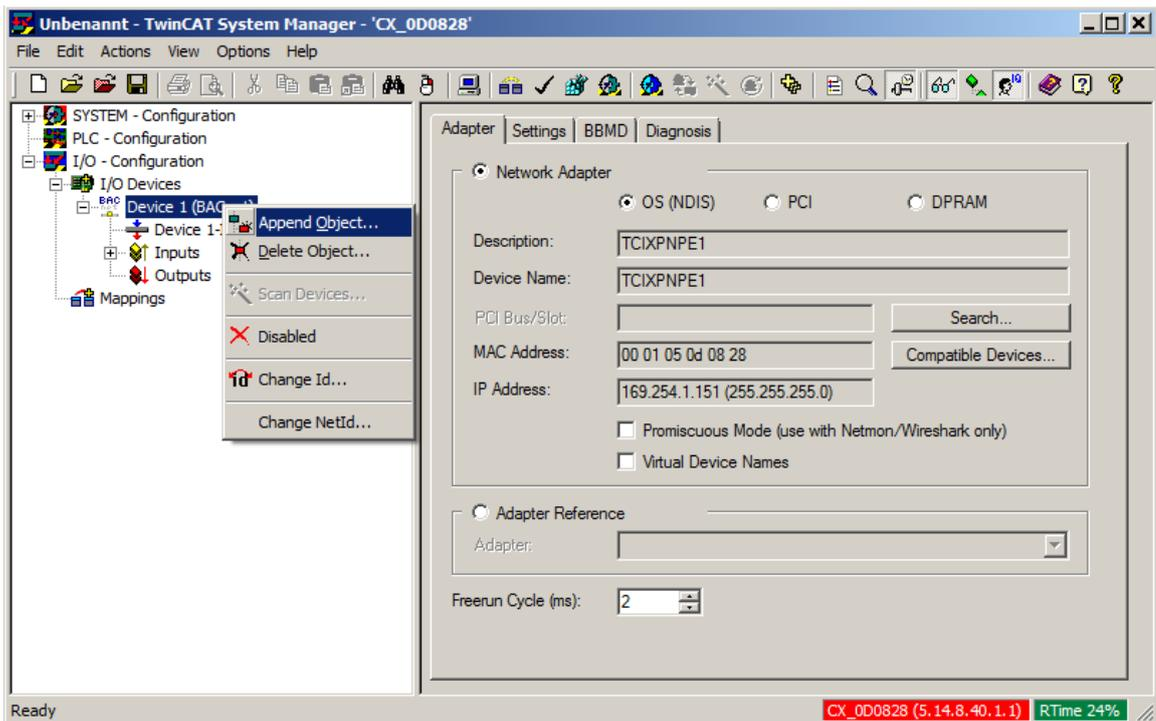 Unbenannt - TwinCAT System Manager - 'CX_0D0828'
File Edit Actions View Options Help
SYSTEM - Configuration
PLC - Configuration
I/O - Configuration
I/O Devices
BAC
Device 1 (BACnet)
Device 1-
Inputs
Outputs
Mappings
Append Object...
Delete Object...
Scan Devices...
Disabled
Change Id...
Change NetId...
Adapter Settings BBMD Diagnosis
Network Adapter
OS (NDIS) PCI DPRAM
Description: TCIXPNPE1
Device Name: TCIXPNPE1
PCI Bus/Slot: Search...
MAC Address: 00 01 05 0d 08 28 Compatible Devices...
IP Address: 169.254.1.151 (255.255.255.0)
Promiscuous Mode (use with Netmon/Wireshark only)
Virtual Device Names
Adapter Reference
Adapter:
Freerun Cycle (ms): 2
Ready CX_0D0828 (5.14.8.40.1.1) RTime 24%